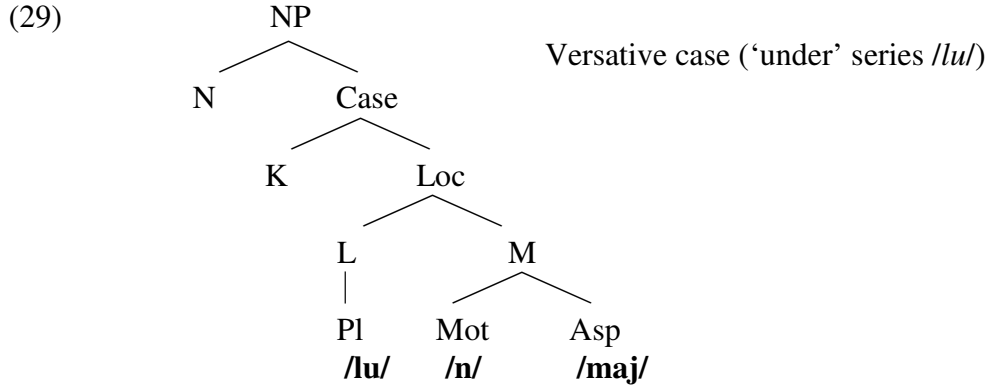 (29) NP
Versative case (‘under’ series /lu/)
N Case
K Loc
L M
Pl Mot Asp
/lu/ /n/ /maj/